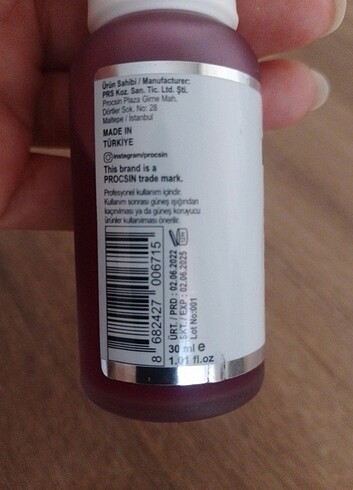 Ürün Sahibi / Manufacturer:
PRS Koz. San. Tic. Ltd. Şti.
Procsin Plaza Girne Mah.
Dörtler Sok. No: 28
Maltepe / İstanbul
MADE IN
TÜRKİYE
instagram/procsin
This brand is a
PROCSIN trade mark.
Profesyonel kullanım içindir.
Kullanım sonrası güneş ışığından
kaçınılması ya da güneş koruyucu
ürünler kullanılması önerilir.
8 682427 006715
ÜRT. / PRD : 02.06.2022
SKT / EXP : 02.06.2025
Lot No:001
30 ml e
1.01 fl.oz